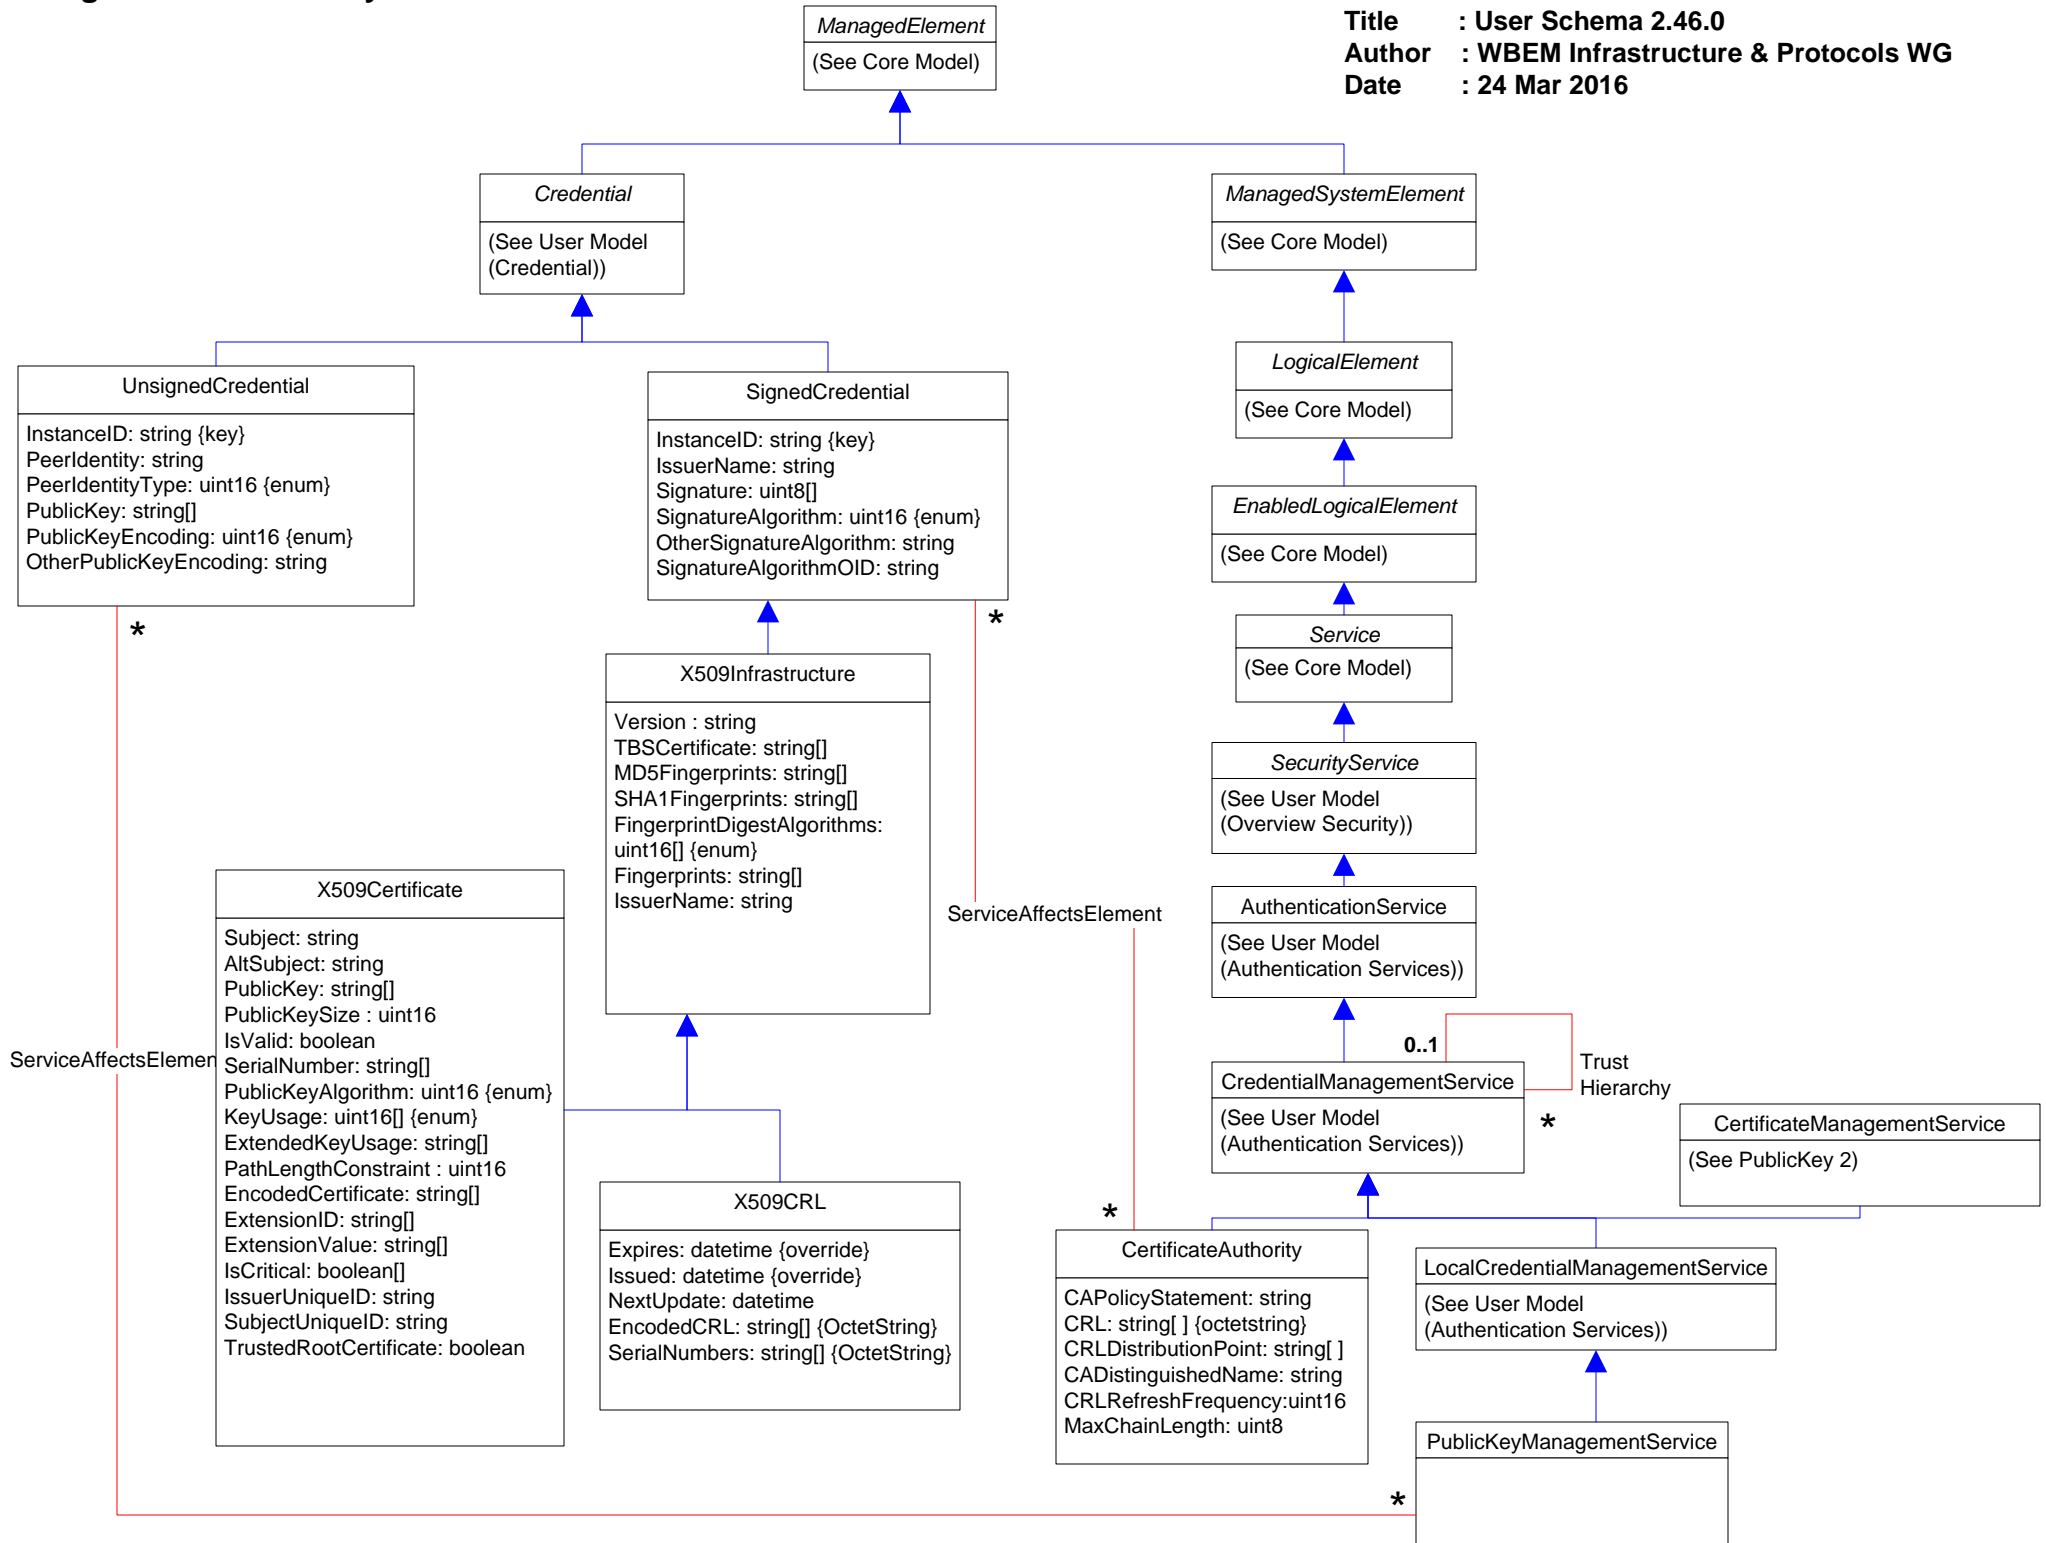 Title : User Schema 2.46.0
Author : WBEM Infrastructure & Protocols WG
Date : 24 Mar 2016
ManagedElement
(See Core Model)
Credential
(See User Model
(Credential))
ManagedSystemElement
(See Core Model)
LogicalElement
(See Core Model)
EnabledLogicalElement
(See Core Model)
Service
(See Core Model)
SecurityService
(See User Model
(Overview Security))
AuthenticationService
(See User Model
(Authentication Services))
0..1
Trust
Hierarchy
CredentialManagementService
(See User Model
(Authentication Services))
*
CertificateManagementService
(See PublicKey 2)
UnsignedCredential
InstanceID: string {key}
PeerIdentity: string
PeerIdentityType: uint16 {enum}
PublicKey: string[]
PublicKeyEncoding: uint16 {enum}
OtherPublicKeyEncoding: string
*
SignedCredential
InstanceID: string {key}
IssuerName: string
Signature: uint8[]
SignatureAlgorithm: uint16 {enum}
OtherSignatureAlgorithm: string
SignatureAlgorithmOID: string
*
X509Infrastructure
Version : string
TBSCertificate: string[]
MD5Fingerprints: string[]
SHA1Fingerprints: string[]
FingerprintDigestAlgorithms:
uint16[] {enum}
Fingerprints: string[]
IssuerName: string
ServiceAffectsElement
ServiceAffectsElemen
X509Certificate
Subject: string
AltSubject: string
PublicKey: string[]
PublicKeySize : uint16
IsValid: boolean
SerialNumber: string[]
PublicKeyAlgorithm: uint16 {enum}
KeyUsage: uint16[] {enum}
ExtendedKeyUsage: string[]
PathLengthConstraint : uint16
EncodedCertificate: string[]
ExtensionID: string[]
ExtensionValue: string[]
IsCritical: boolean[]
IssuerUniqueID: string
SubjectUniqueID: string
TrustedRootCertificate: boolean
X509CRL
Expires: datetime {override}
Issued: datetime {override}
NextUpdate: datetime
EncodedCRL: string[] {OctetString}
SerialNumbers: string[] {OctetString}
*
CertificateAuthority
CAPolicyStatement: string
CRL: string[ ] {octetstring}
CRLDistributionPoint: string[ ]
CADistinguishedName: string
CRLRefreshFrequency:uint16
MaxChainLength: uint8
LocalCredentialManagementService
(See User Model
(Authentication Services))
PublicKeyManagementService
*